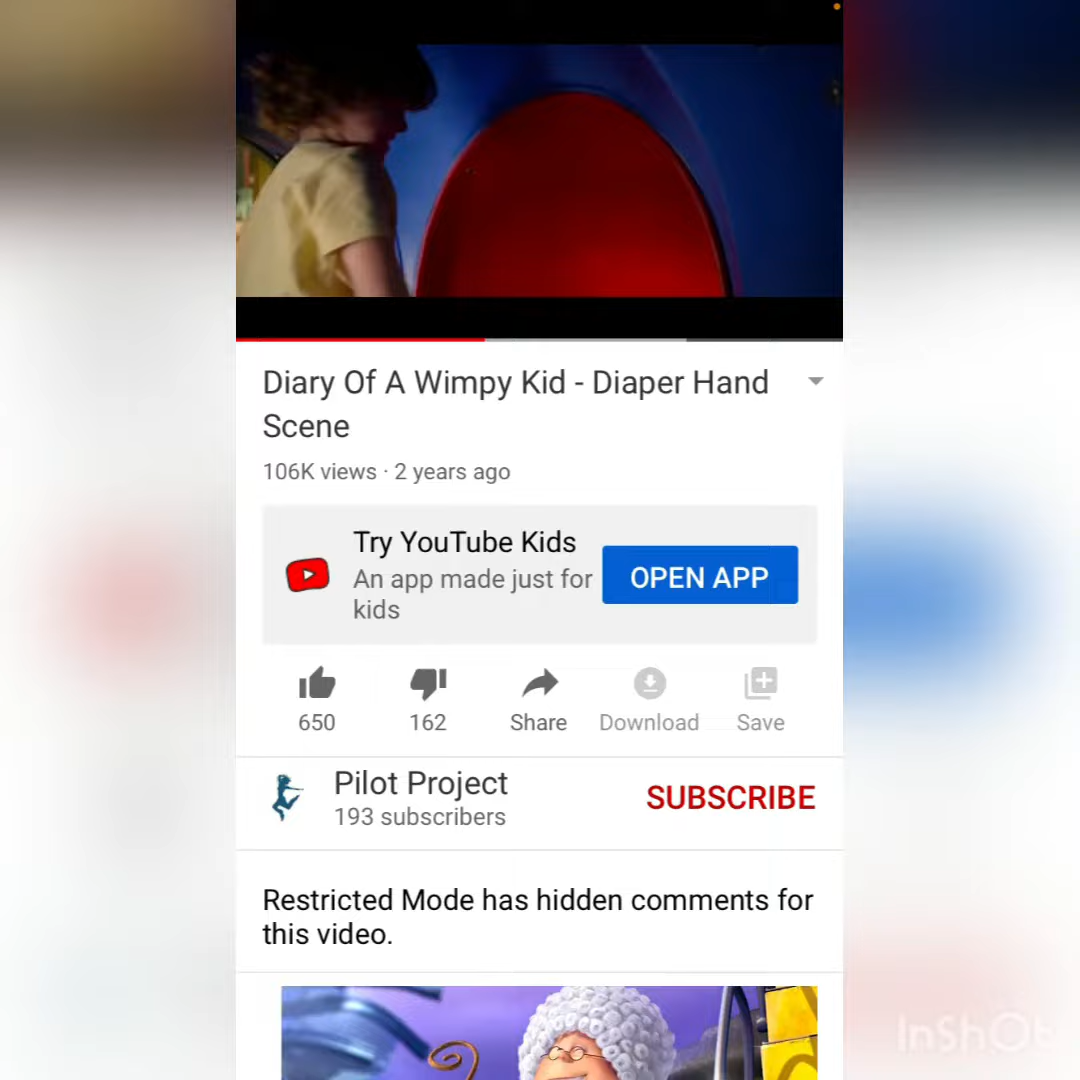 Diary Of A Wimpy Kid - Diaper Hand
Scene
106K views · 2 years ago
Try YouTube Kids
An app made just for
kids
OPEN APP
650
162
Share
Download
Save
Pilot Project
193 subscribers
SUBSCRIBE
Restricted Mode has hidden comments for
this video.
InShOt